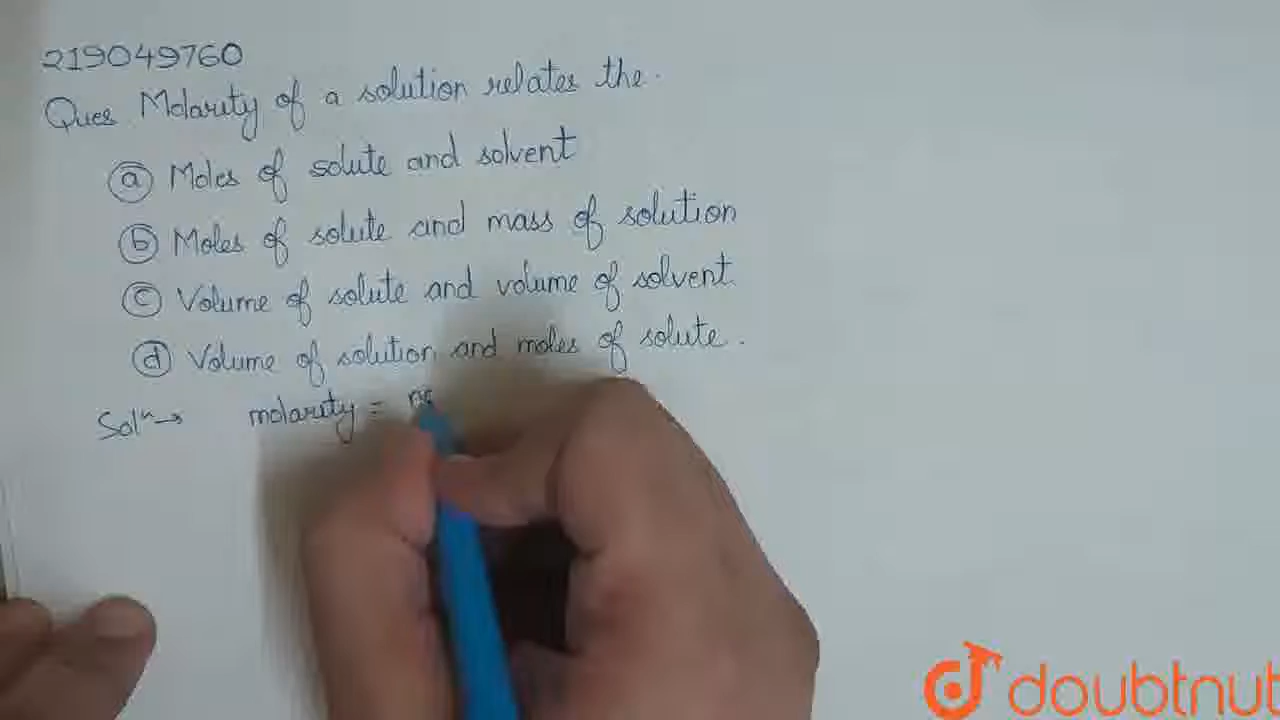 219049760
Ques Molarity of a solution relates the.
(a) Moles of solute and solvent
(b) Moles of solute and mass of solution
(c) Volume of solute and volume of solvent.
(d) Volume of solution and moles of solute.
Solⁿ → molarity =
doubtnut